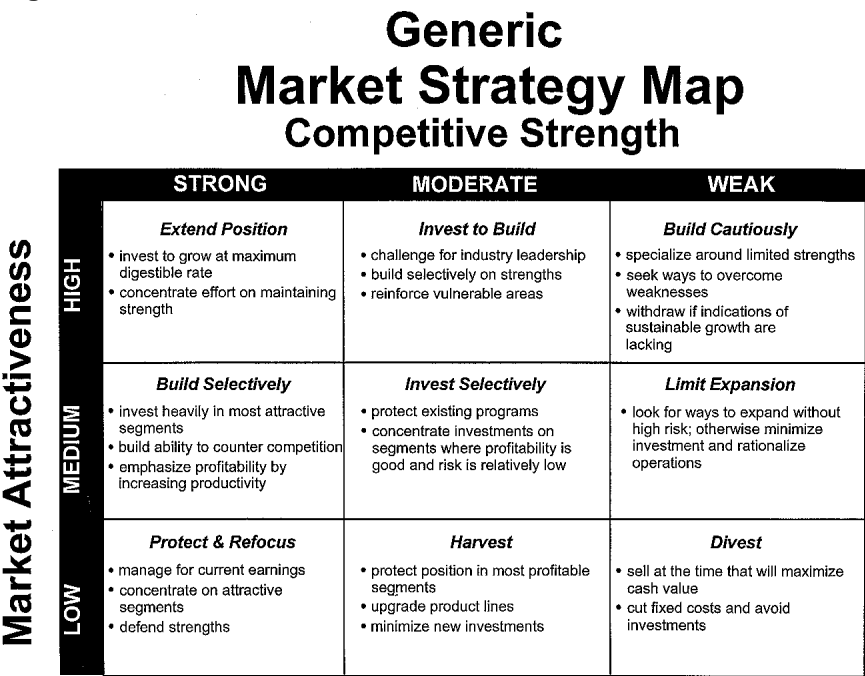 Generic
Market Strategy Map
Competitive Strength
STRONG
MODERATE
WEAK
Market Attractiveness
HIGH
Extend Position
• invest to grow at maximum
digestible rate
• concentrate effort on maintaining
strength
Invest to Build
• challenge for industry leadership
• build selectively on strengths
• reinforce vulnerable areas
Build Cautiously
• specialize around limited strengths
• seek ways to overcome
weaknesses
• withdraw if indications of
sustainable growth are
lacking
MEDIUM
Build Selectively
• invest heavily in most attractive
segments
• build ability to counter competition
• emphasize profitability by
increasing productivity
Invest Selectively
• protect existing programs
• concentrate investments on
segments where profitability is
good and risk is relatively low
Limit Expansion
• look for ways to expand without
high risk; otherwise minimize
investment and rationalize
operations
LOW
Protect & Refocus
• manage for current earnings
• concentrate on attractive
segments
• defend strengths
Harvest
• protect position in most profitable
segments
• upgrade product lines
• minimize new investments
Divest
• sell at the time that will maximize
cash value
• cut fixed costs and avoid
investments